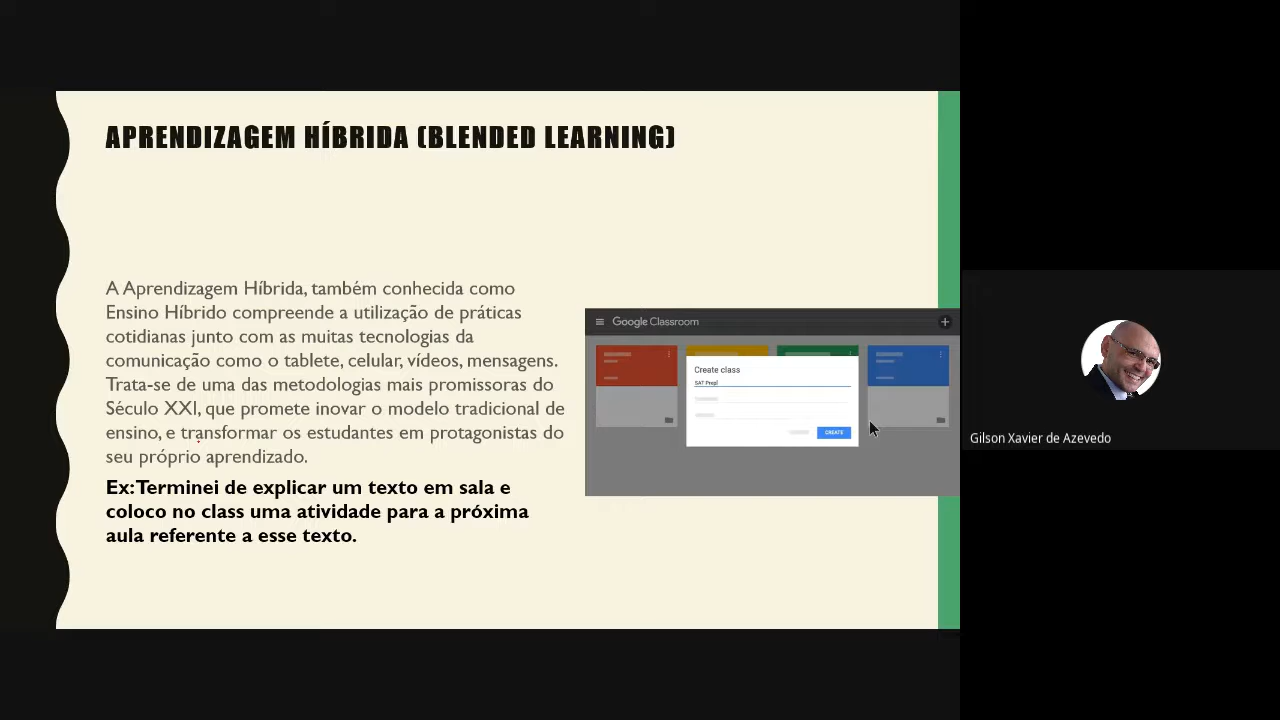 APRENDIZAGEM HÍBRIDA (BLENDED LEARNING)
A Aprendizagem Híbrida, também conhecida como
Ensino Híbrido compreende a utilização de práticas
cotidianas junto com as muitas tecnologias da
comunicação como o tablete, celular, vídeos, mensagens.
Trata-se de uma das metodologias mais promissoras do
Século XXI, que promete inovar o modelo tradicional de
ensino, e transformar os estudantes em protagonistas do
seu próprio aprendizado.
Ex: Terminei de explicar um texto em sala e
coloco no class uma atividade para a próxima
aula referente a esse texto.
Google Classroom
Create class
SAT Prep
CREATE
Gilson Xavier de Azevedo